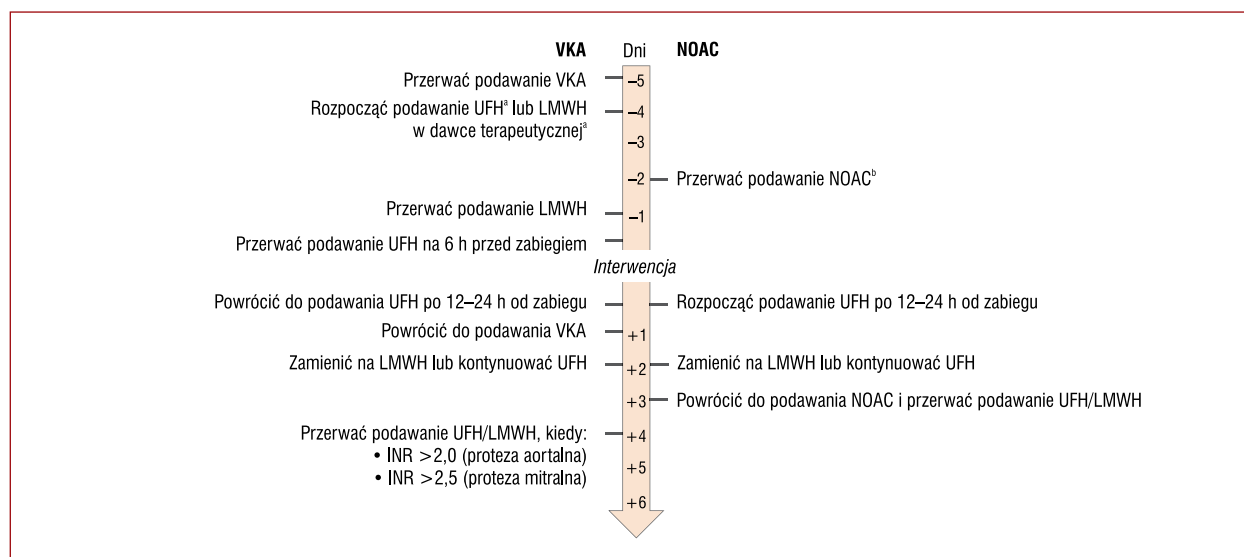 VKA Dni NOAC
Przerwać podawanie VKA –5
Rozpocząć podawanie UFHᵃ lub LMWH –4
w dawce terapeutycznejᵃ
–3
–2 Przerwać podawanie NOACᵇ
Przerwać podawanie LMWH –1
Przerwać podawanie UFH na 6 h przed zabiegiem
Interwencja
Powrócić do podawania UFH po 12–24 h od zabiegu Rozpocząć podawanie UFH po 12–24 h od zabiegu
Powrócić do podawania VKA +1
Zamienić na LMWH lub kontynuować UFH +2 Zamienić na LMWH lub kontynuować UFH
+3 Powrócić do podawania NOAC i przerwać podawanie UFH/LMWH
Przerwać podawanie UFH/LMWH, kiedy: +4
• INR >2,0 (proteza aortalna)
+5
• INR >2,5 (proteza mitralna)
+6